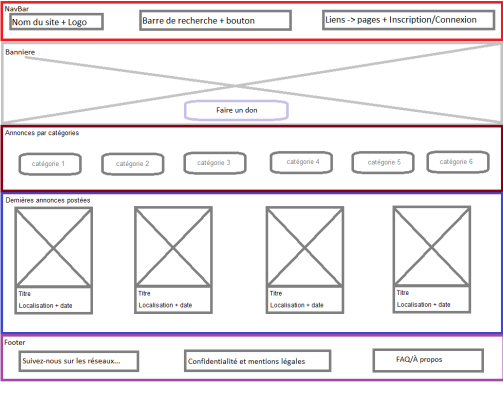 NavBar
Nom du site + Logo
Barre de recherche + bouton
Liens -> pages + Inscription/Connexion
Banniere
Faire un don
Annonces par catégories
catégorie 1
catégorie 2
catégorie 3
catégorie 4
catégorie 5
catégorie 6
Dernières annonces postées
Titre
Localisation + date
Titre
Localisation + date
Titre
Localisation + date
Titre
Localisation + date
Footer
Suivez-nous sur les réseaux...
Confidentialité et mentions légales
FAQ/À propos